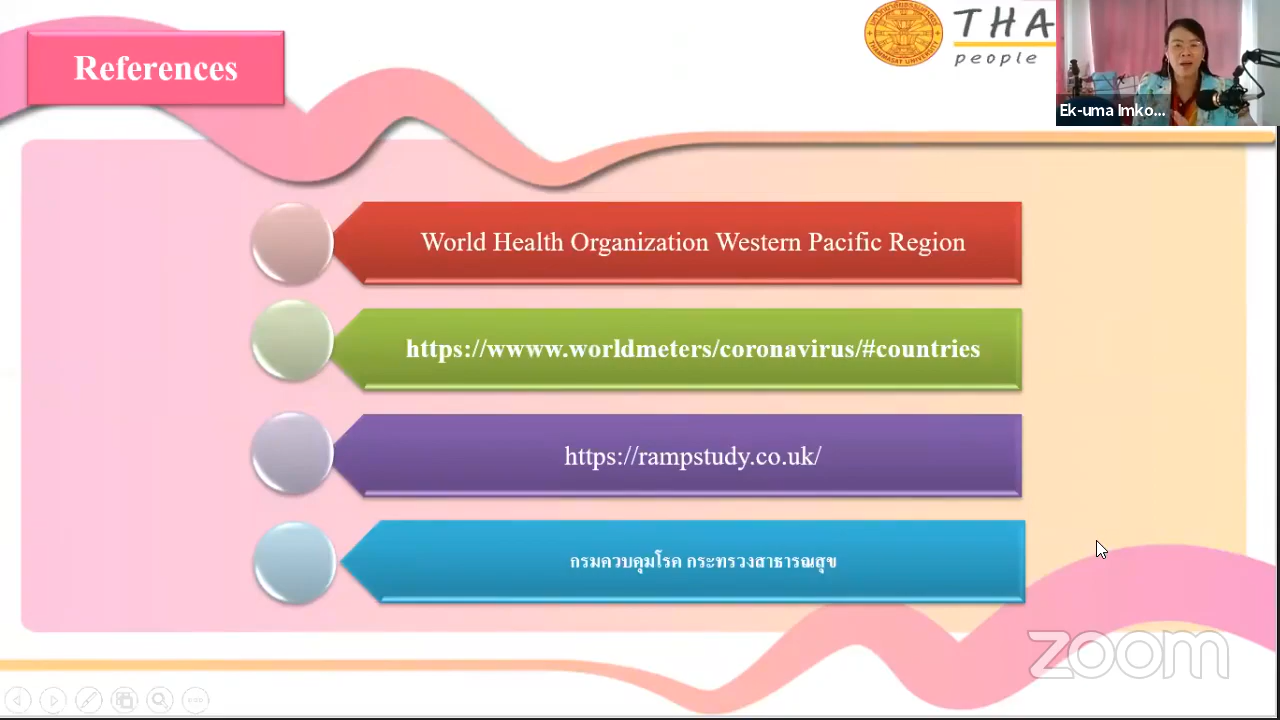 References
THA
people
Ek-uma Imko...
World Health Organization Western Pacific Region
https://wwww.worldmeters/coronavirus/#countries
https://rampstudy.co.uk/
กรมควบคุมโรค กระทรวงสาธารณสุข
zoom